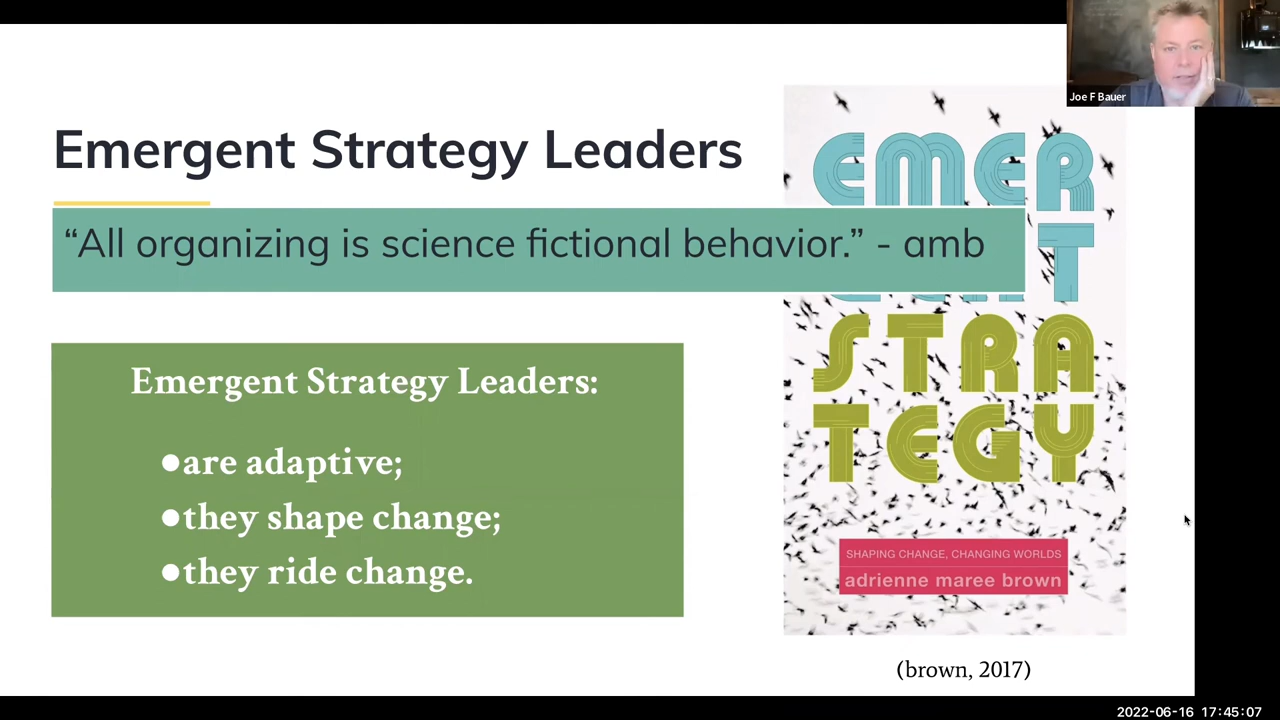 Joe F Bauer
Emergent Strategy Leaders
“All organizing is science fictional behavior.” - amb
Emergent Strategy Leaders:
●are adaptive;
●they shape change;
●they ride change.
EMER
T
STRA
TEGY
SHAPING CHANGE, CHANGING WORLDS
adrienne maree brown
(brown, 2017)
2022-06-16 17:45:07